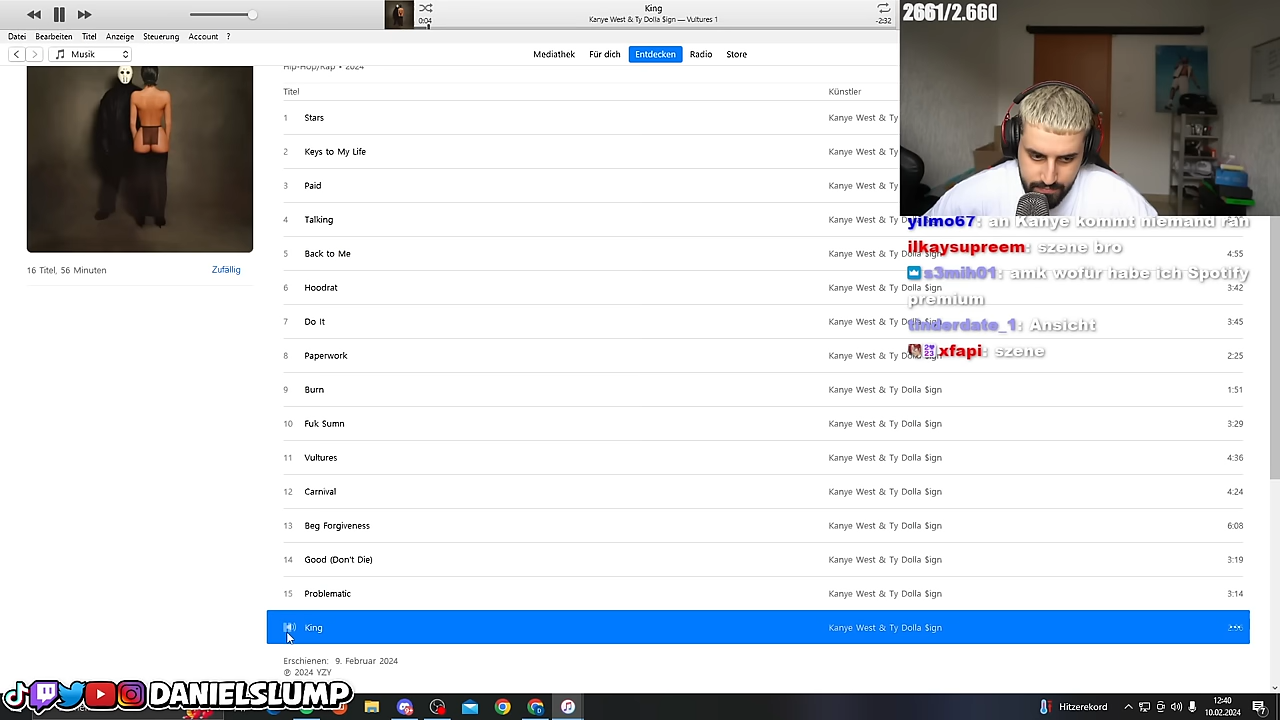 King
Kanye West & Ty Dolla $ign — Vultures 1
0:04
-2:32
2661/2.660
Datei Bearbeiten Titel Anzeige Steuerung Account ?
Musik
Mediathek Für dich Entdecken Radio Store
Hip-Hop/Rap • 2024
Titel Künstler
1 Stars Kanye West & Ty
2 Keys to My Life Kanye West & Ty
3 Paid Kanye West & Ty
4 Talking Kanye West & Ty
5 Back to Me Kanye West & Ty Dolla $ign 4:55
6 Hoodrat Kanye West & Ty Dolla $ign 3:42
7 Do It Kanye West & Ty Dolla $ign 3:45
8 Paperwork Kanye West & Ty Dolla $ign 2:25
9 Burn Kanye West & Ty Dolla $ign 1:51
10 Fuk Sumn Kanye West & Ty Dolla $ign 3:29
11 Vultures Kanye West & Ty Dolla $ign 4:36
12 Carnival Kanye West & Ty Dolla $ign 4:24
13 Beg Forgiveness Kanye West & Ty Dolla $ign 6:08
14 Good (Don't Die) Kanye West & Ty Dolla $ign 3:19
15 Problematic Kanye West & Ty Dolla $ign 3:14
King Kanye West & Ty Dolla $ign
Erschienen: 9. Februar 2024
℗ 2024 YZY
16 Titel, 56 Minuten Zufällig
yilmo67: an Kanye kommt niemand ran
ilkaysupreem: szene bro
s3mih01: amk wofür habe ich Spotify
premium
tinderdate_1: Ansicht
xfapi: szene
DANIELSLUMP
Hitzerekord
12:40
10.02.2024